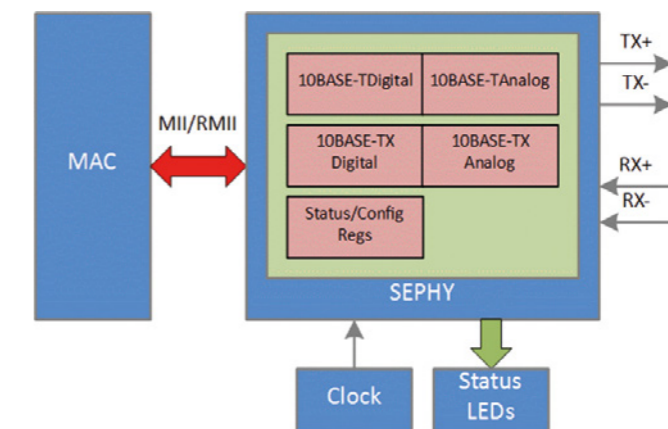 TX+
10BASE-TDigital
10BASE-TAnalog
TX-
MII/RMII
MAC
10BASE-TX
Digital
10BASE-TX
Analog
RX+
RX-
Status/Config
Regs
SEPHY
Clock
Status
LEDs